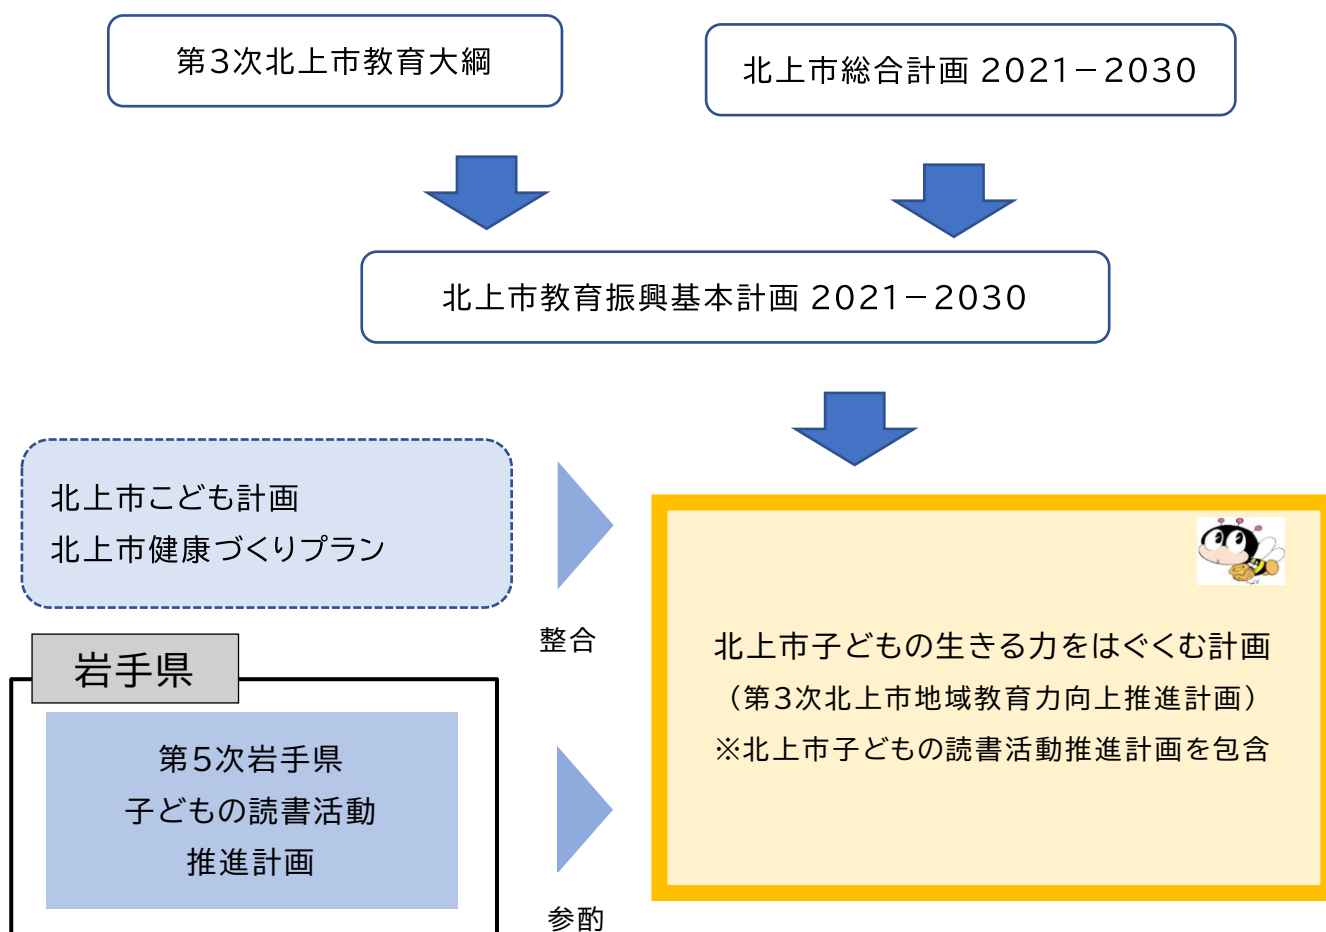 第3次北上市教育大綱
北上市総合計画 2021－2030
北上市教育振興基本計画 2021－2030
北上市こども計画
北上市健康づくりプラン
整合
岩手県
第5次岩手県
子どもの読書活動
推進計画
参酌
北上市子どもの生きる力をはぐくむ計画
（第3次北上市地域教育力向上推進計画）
※北上市子どもの読書活動推進計画を包含